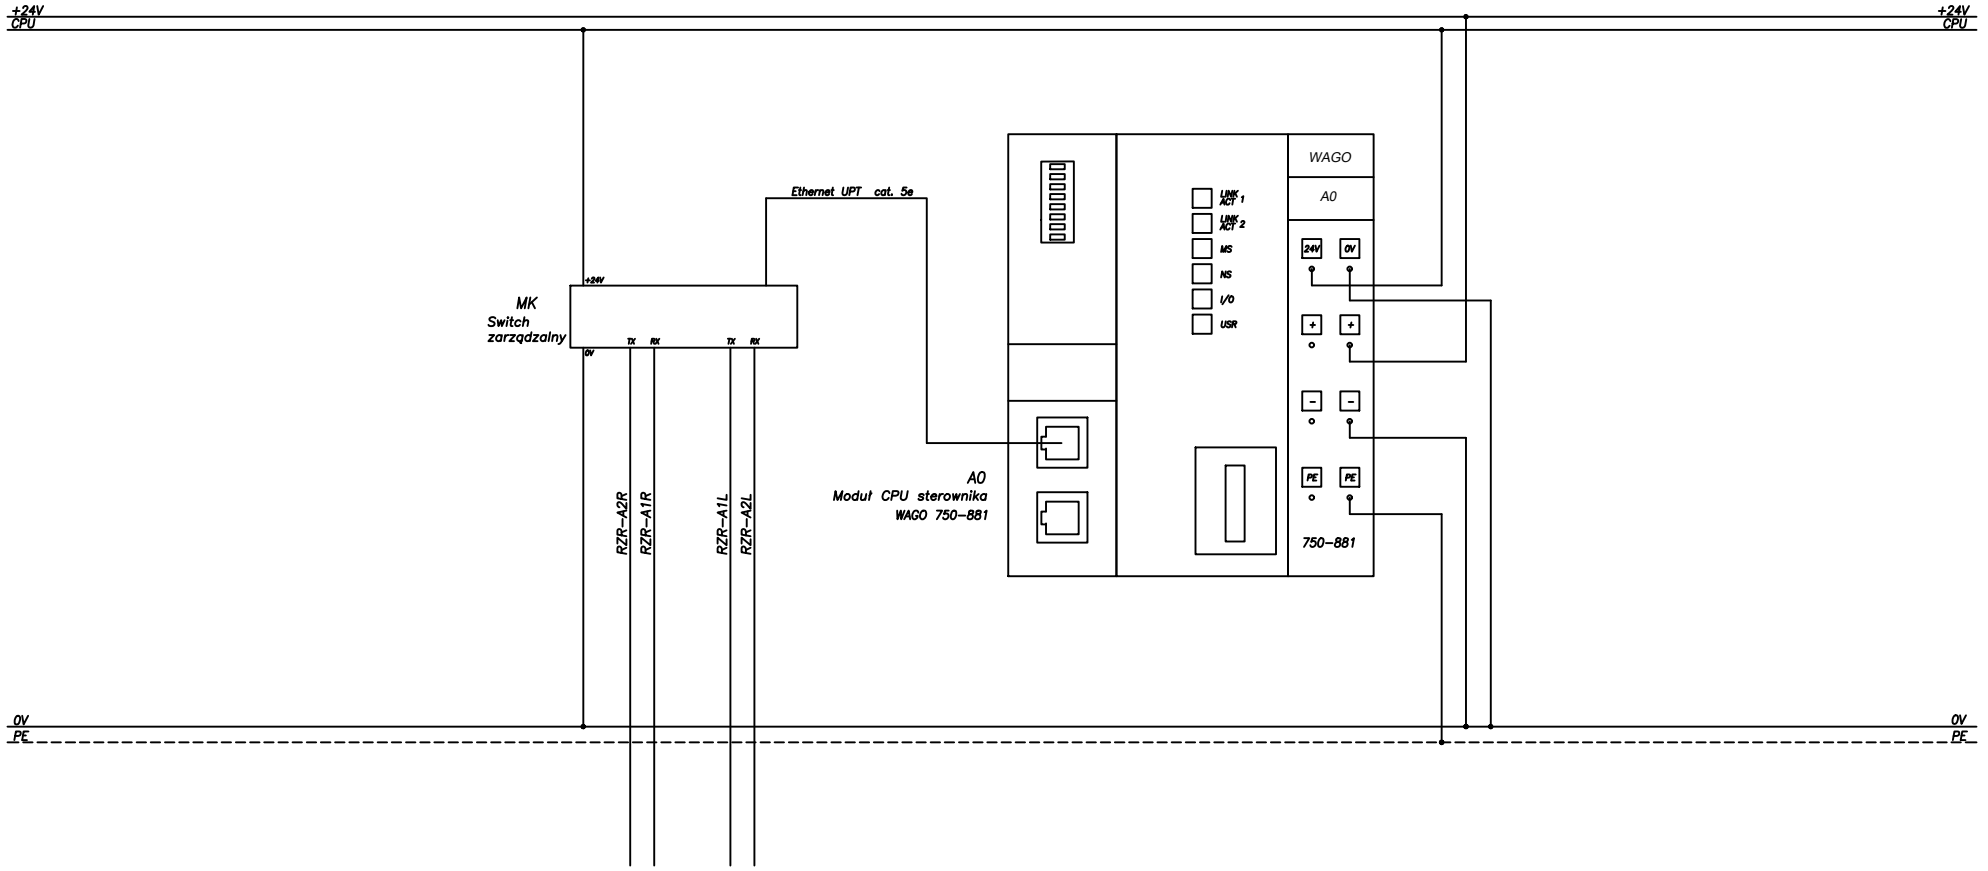 +24V
+24V
CPU
CPU
WAGO
A0
Ethernet UPT cat. 5e
LINK
ACT 1
LINK
ACT 2
MS
NS
I/O
USR
24V 0V
+ +
- -
PE PE
750-881
+24V
MK
Switch
zarządzalny
TX RX TX RX
0V
A0
Moduł CPU sterownika
WAGO 750-881
RZR-A2R
RZR-A1R
RZR-A1L
RZR-A2L
0V
0V
PE
PE